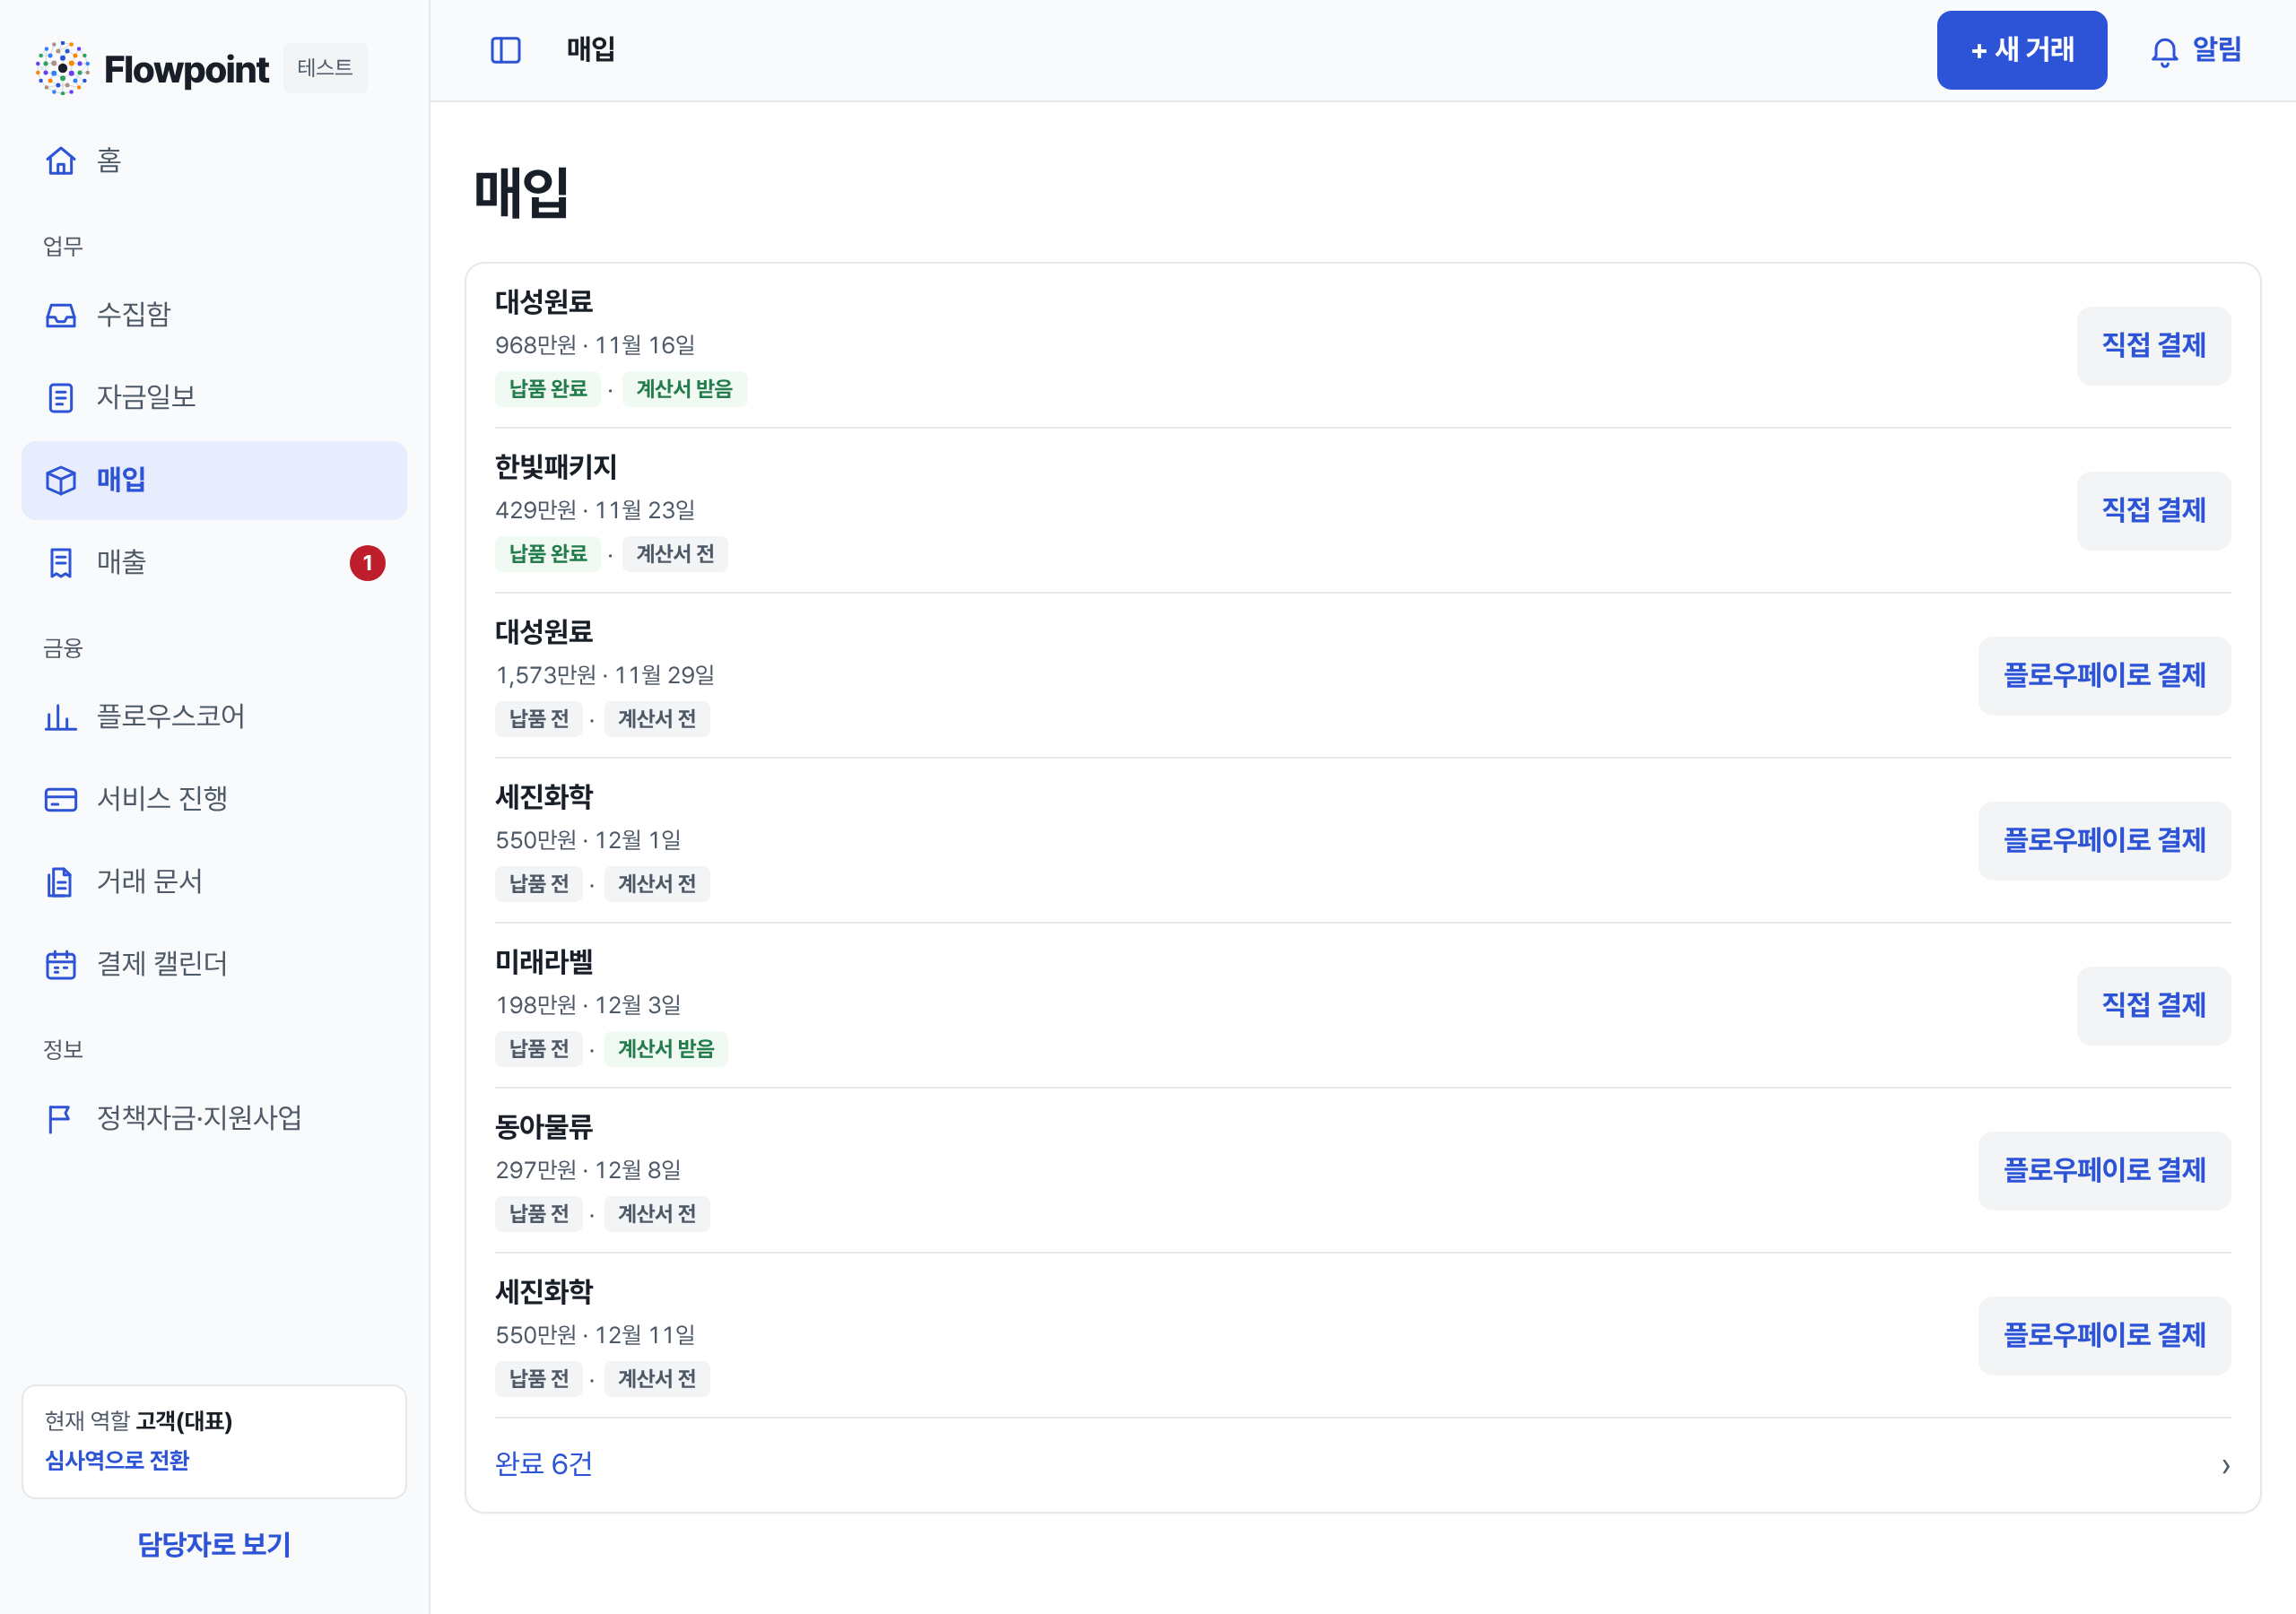 Flowpoint 테스트
홈
업무
수집함
자금일보
매입
매출 1
금융
플로우스코어
서비스 진행
거래 문서
결제 캘린더
정보
정책자금·지원사업
현재 역할 고객(대표)
심사역으로 전환
담당자로 보기
매입
+ 새 거래
알림
매입
대성원료
968만원 · 11월 16일
납품 완료 · 계산서 받음
직접 결제
한빛패키지
429만원 · 11월 23일
납품 완료 · 계산서 전
직접 결제
대성원료
1,573만원 · 11월 29일
납품 전 · 계산서 전
플로우페이로 결제
세진화학
550만원 · 12월 1일
납품 전 · 계산서 전
플로우페이로 결제
미래라벨
198만원 · 12월 3일
납품 전 · 계산서 받음
직접 결제
동아물류
297만원 · 12월 8일
납품 전 · 계산서 전
플로우페이로 결제
세진화학
550만원 · 12월 11일
납품 전 · 계산서 전
플로우페이로 결제
완료 6건 ›